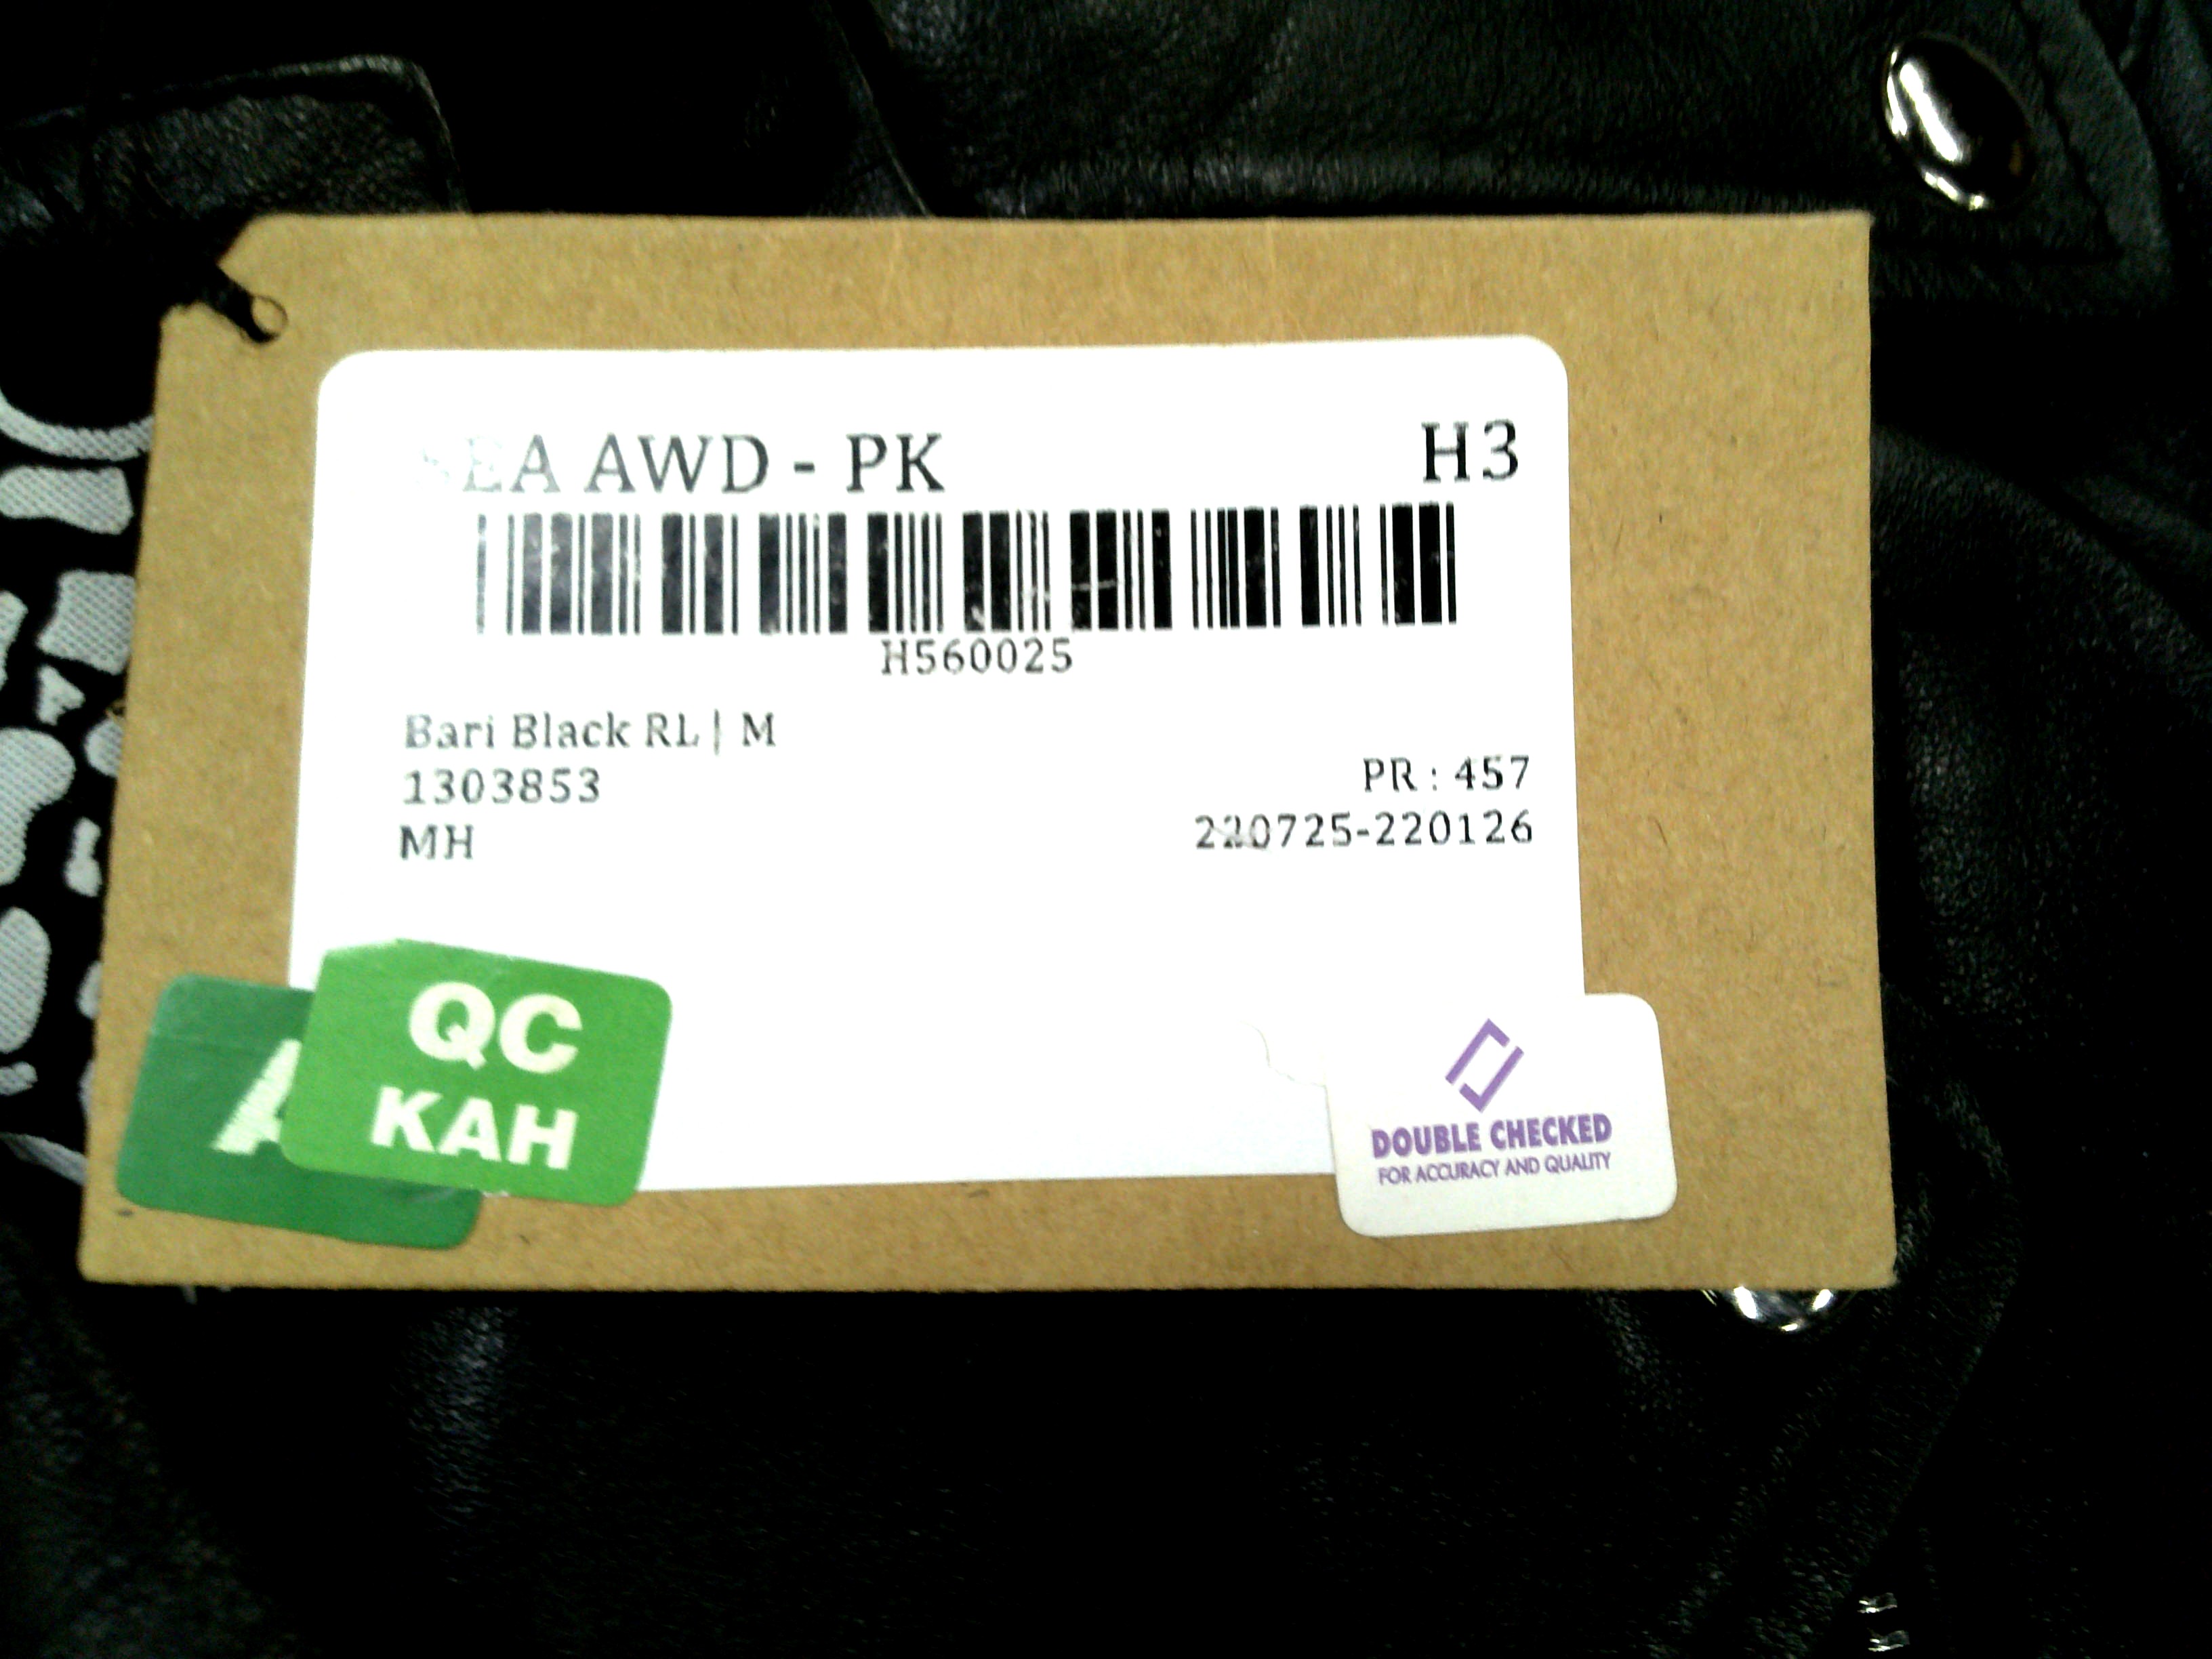 SEA AWD - PK H3
H560025
Bari Black RL | M
1303853
PR : 457
MH
220725-220126
A
QC
KAH
DOUBLE CHECKED
FOR ACCURACY AND QUALITY